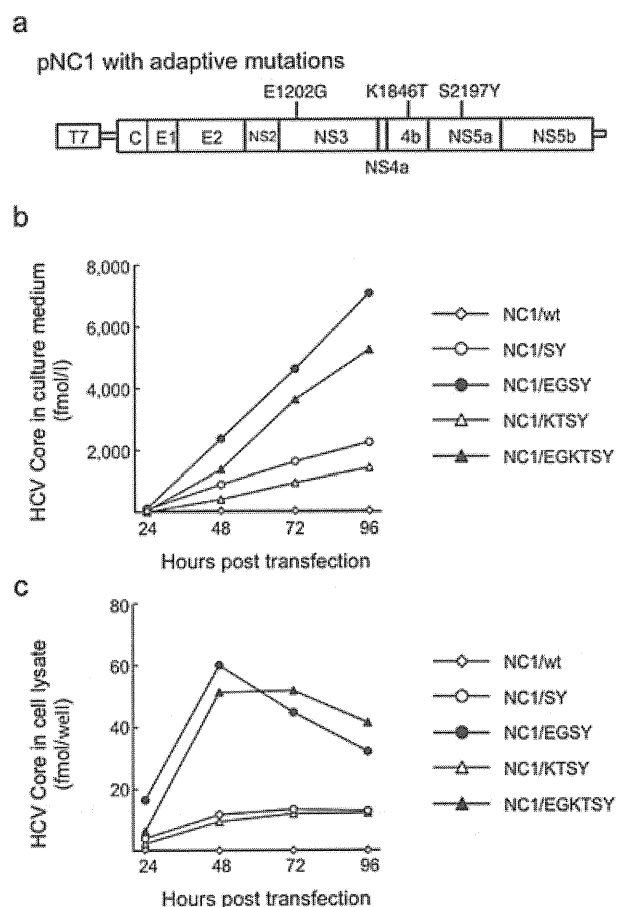 a
pNC1 with adaptive mutations
E1202G K1846T S2197Y
T7 C E1 E2 NS2 NS3 4b NS5a NS5b
NS4a
b
HCV Core in culture medium
(fmol/l)
8,000
6,000
4,000
2,000
24 48 72 96
Hours post transfection
NC1/wt
NC1/SY
NC1/EGSY
NC1/KTSY
NC1/EGKTSY
c
HCV Core in cell lysate
(fmol/well)
80
60
40
20
24 48 72 96
Hours post transfection
NC1/wt
NC1/SY
NC1/EGSY
NC1/KTSY
NC1/EGKTSY